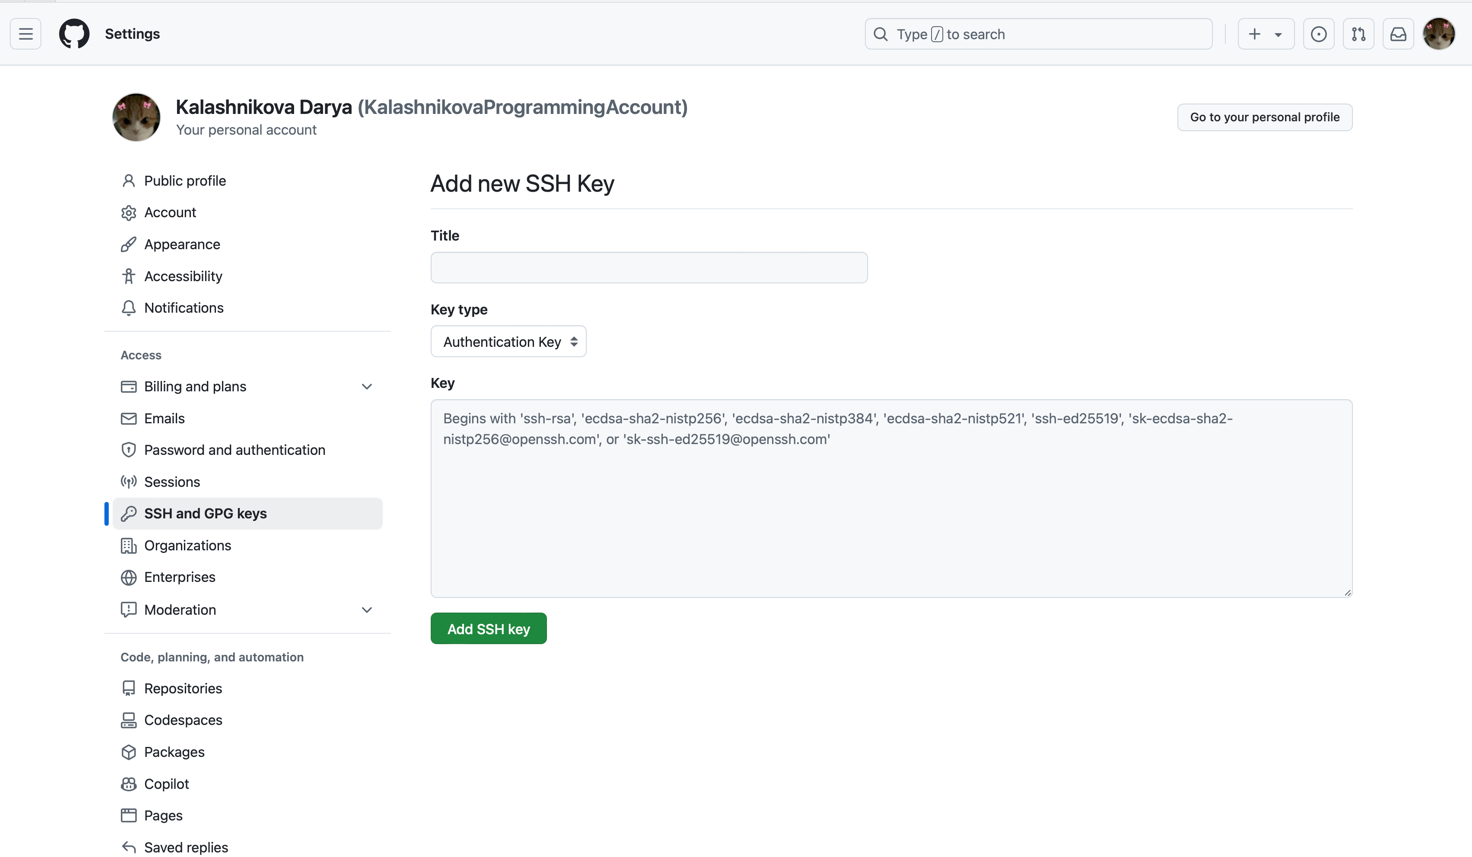 Settings
Type / to search
Kalashnikova Darya (KalashnikovaProgrammingAccount)
Your personal account
Go to your personal profile
Public profile
Account
Appearance
Accessibility
Notifications
Access
Billing and plans
Emails
Password and authentication
Sessions
SSH and GPG keys
Organizations
Enterprises
Moderation
Code, planning, and automation
Repositories
Codespaces
Packages
Copilot
Pages
Saved replies
Add new SSH Key
Title
Key type
Authentication Key
Key
Begins with 'ssh-rsa', 'ecdsa-sha2-nistp256', 'ecdsa-sha2-nistp384', 'ecdsa-sha2-nistp521', 'ssh-ed25519', 'sk-ecdsa-sha2-
nistp256@openssh.com', or 'sk-ssh-ed25519@openssh.com'
Add SSH key